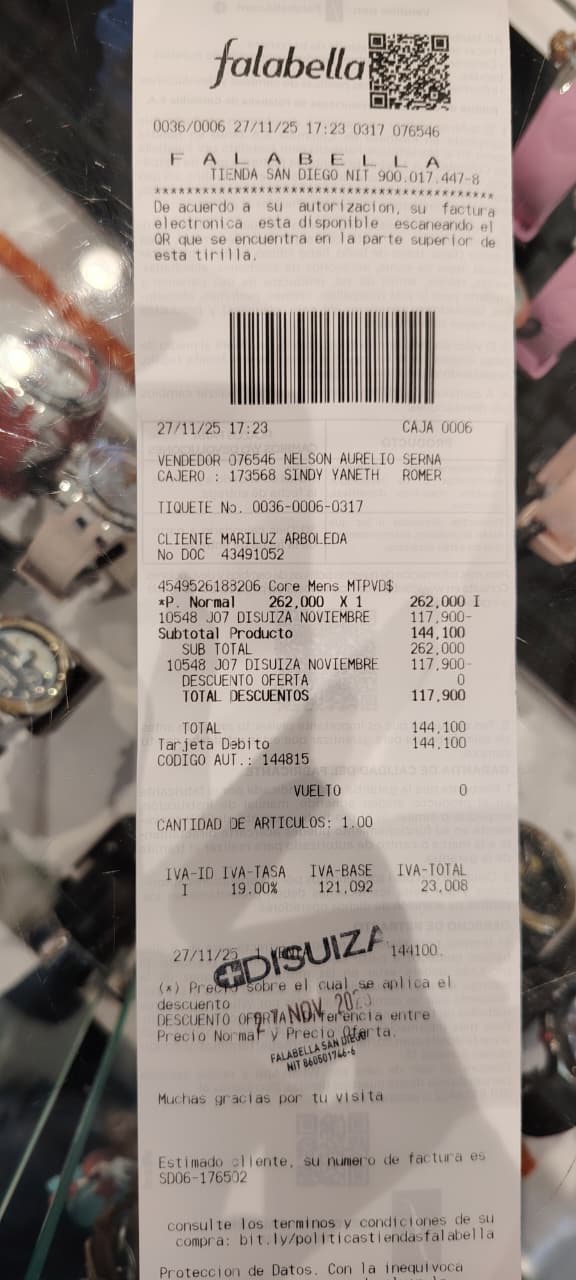 falabella
0036/0006 27/11/25 17:23 0317 076546
F A L A B E L L A
TIENDA SAN DIEGO NIT 900.017.447-8
******************************************
De acuerdo a su autorizacion, su factura
electronica esta disponible escaneando el
QR que se encuentra en la parte superior de
esta tirilla.
27/11/25 17:23 CAJA 0006
VENDEDOR 076546 NELSON AURELIO SERNA
CAJERO : 173568 SINDY YANETH ROMER
TIQUETE No. 0036-0006-0317
CLIENTE MARILUZ ARBOLEDA
No DOC 43491052
4549526183206 Core Mens MTPVD$
*P. Normal 262,000 X 1 262,000 I
10548 J07 DISUIZA NOVIEMBRE 117,900-
Subtotal Producto 144,100
SUB TOTAL 262,000
10548 J07 DISUIZA NOVIEMBRE 117,900-
DESCUENTO OFERTA 0
TOTAL DESCUENTOS 117,900
TOTAL 144,100
Tarjeta Debito 144,100
CODIGO AUT.: 144815
VUELTO 0
CANTIDAD DE ARTICULOS: 1.00
IVA-ID IVA-TASA IVA-BASE IVA-TOTAL
I 19.00% 121,092 23,008
27/11/25 1 144100.
DISUIZA
(*) Precio sobre el cual se aplica el
descuento
DESCUENTO OFERTA: Diferencia entre
27 NOV 2025
Precio Normal y Precio Oferta.
FALABELLA SAN DIEGO
NIT 860501746-6
Muchas gracias por tu visita
Estimado cliente, su numero de factura es
SD06-176502
consulte los terminos y condiciones de su
compra: bit.ly/politicastiendasfalabella
Proteccion de Datos. Con la inequivoca